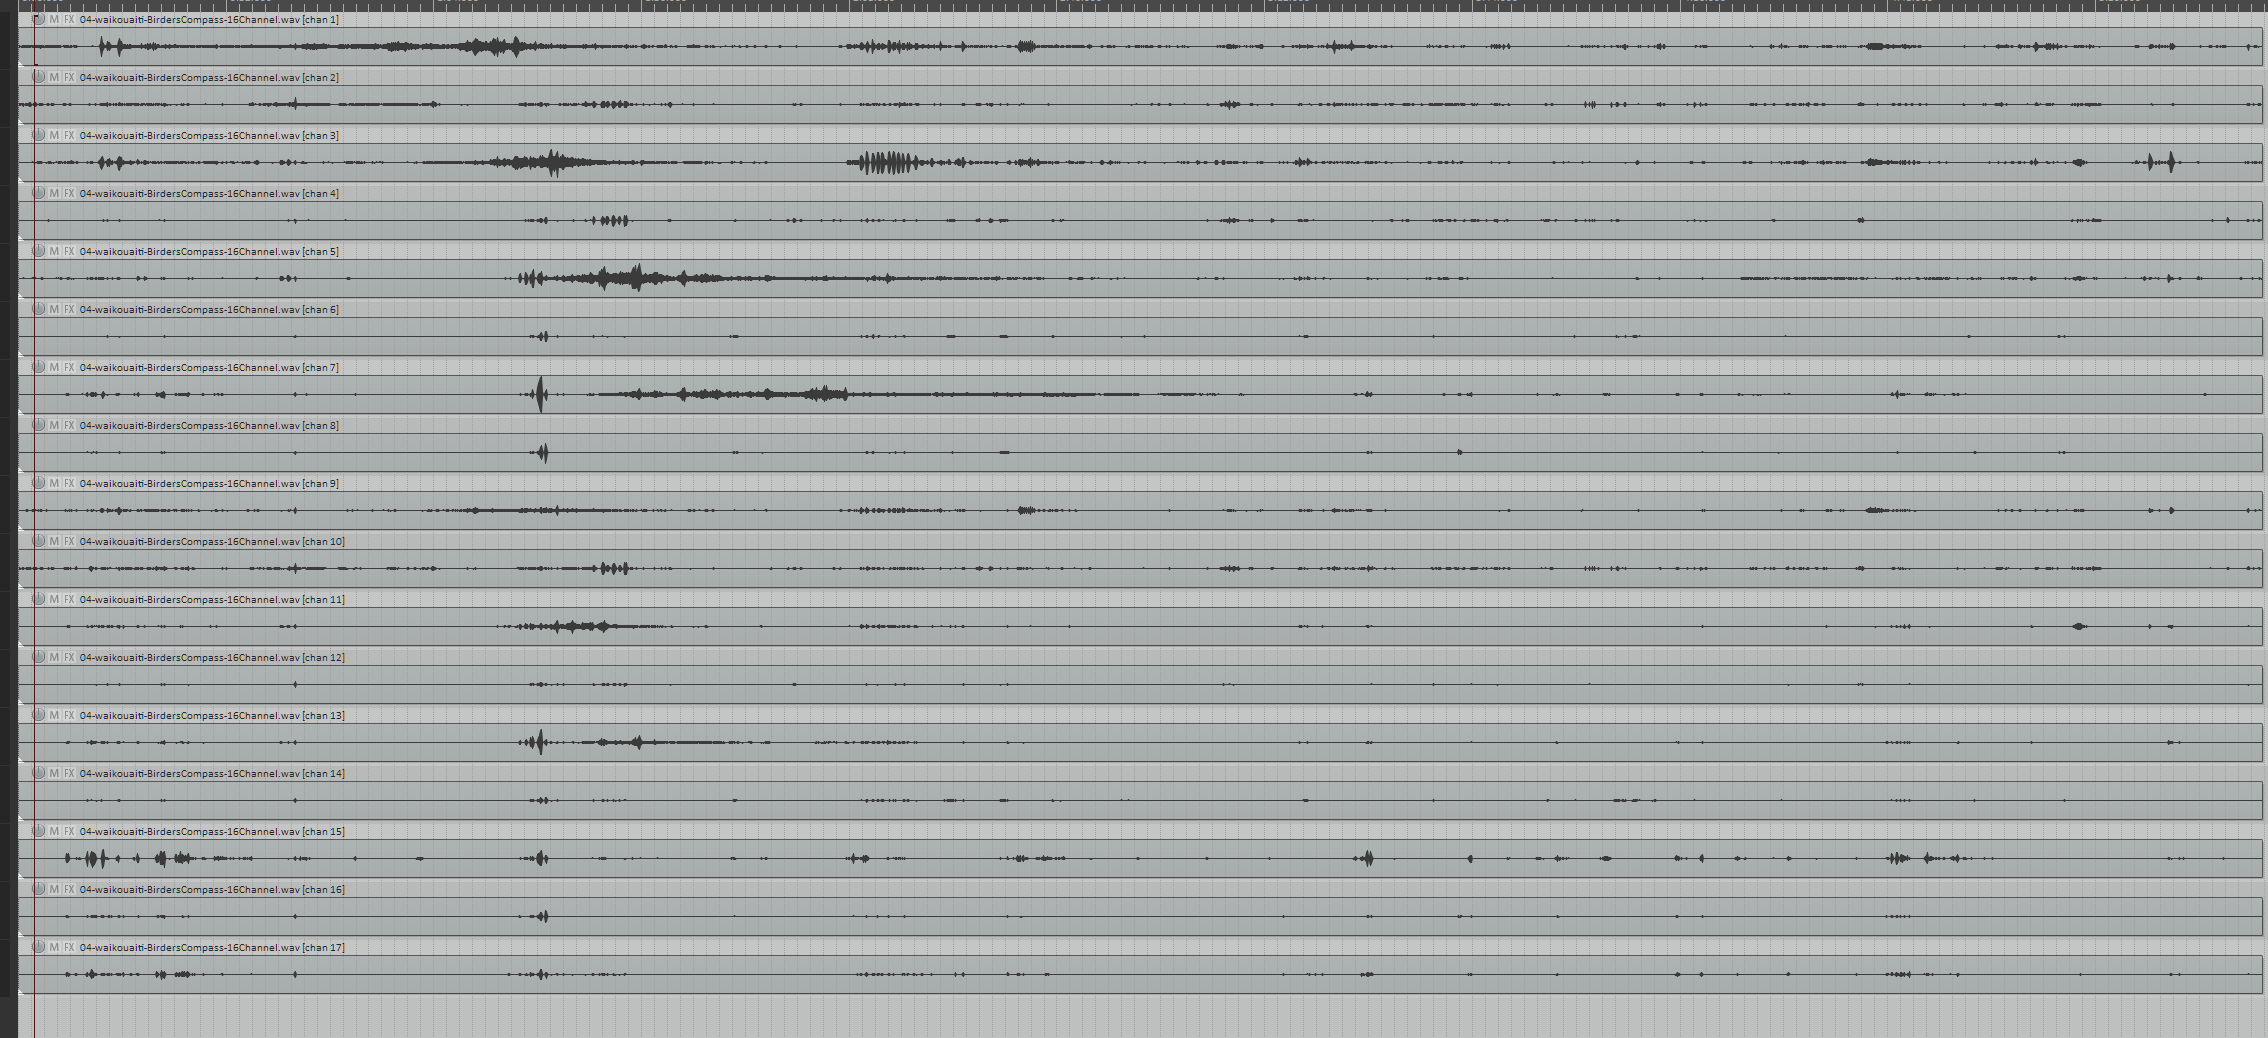 M FX 04-waikouaiti-BirdersCompass-16Channel.wav [chan 1]
M FX 04-waikouaiti-BirdersCompass-16Channel.wav [chan 2]
M FX 04-waikouaiti-BirdersCompass-16Channel.wav [chan 3]
M FX 04-waikouaiti-BirdersCompass-16Channel.wav [chan 4]
M FX 04-waikouaiti-BirdersCompass-16Channel.wav [chan 5]
M FX 04-waikouaiti-BirdersCompass-16Channel.wav [chan 6]
M FX 04-waikouaiti-BirdersCompass-16Channel.wav [chan 7]
M FX 04-waikouaiti-BirdersCompass-16Channel.wav [chan 8]
M FX 04-waikouaiti-BirdersCompass-16Channel.wav [chan 9]
M FX 04-waikouaiti-BirdersCompass-16Channel.wav [chan 10]
M FX 04-waikouaiti-BirdersCompass-16Channel.wav [chan 11]
M FX 04-waikouaiti-BirdersCompass-16Channel.wav [chan 12]
M FX 04-waikouaiti-BirdersCompass-16Channel.wav [chan 13]
M FX 04-waikouaiti-BirdersCompass-16Channel.wav [chan 14]
M FX 04-waikouaiti-BirdersCompass-16Channel.wav [chan 15]
M FX 04-waikouaiti-BirdersCompass-16Channel.wav [chan 16]
M FX 04-waikouaiti-BirdersCompass-16Channel.wav [chan 17]